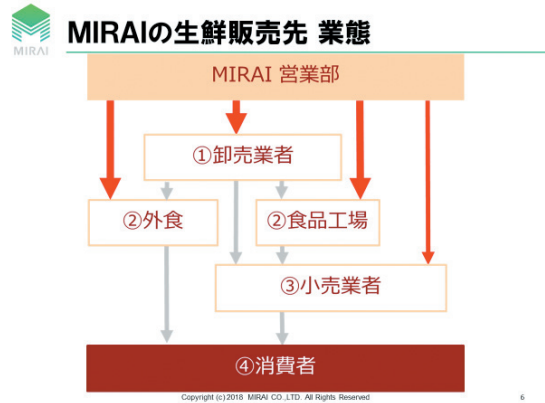 MIRAI
MIRAIの生鮮販売先 業態
MIRAI 営業部
①卸売業者
②外食
②食品工場
③小売業者
④消費者
Copyright (c) 2018 MIRAI CO.,LTD. All Rights Reserved
6